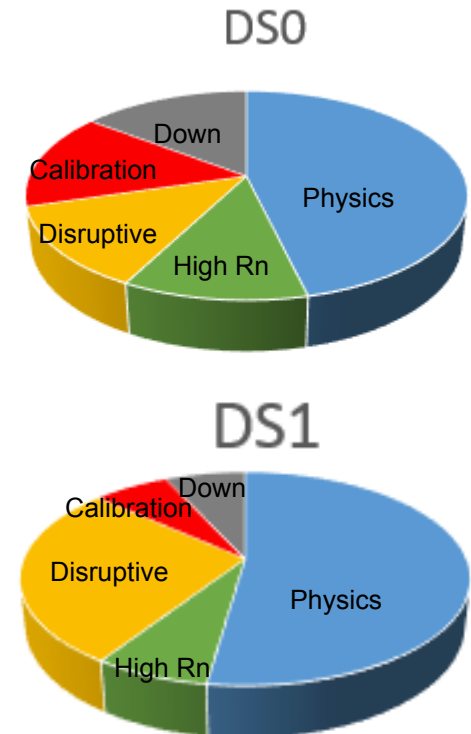 DS0
Down
Calibration
Physics
Disruptive
High Rn
DS1
Down
Calibration
Disruptive
Physics
High Rn